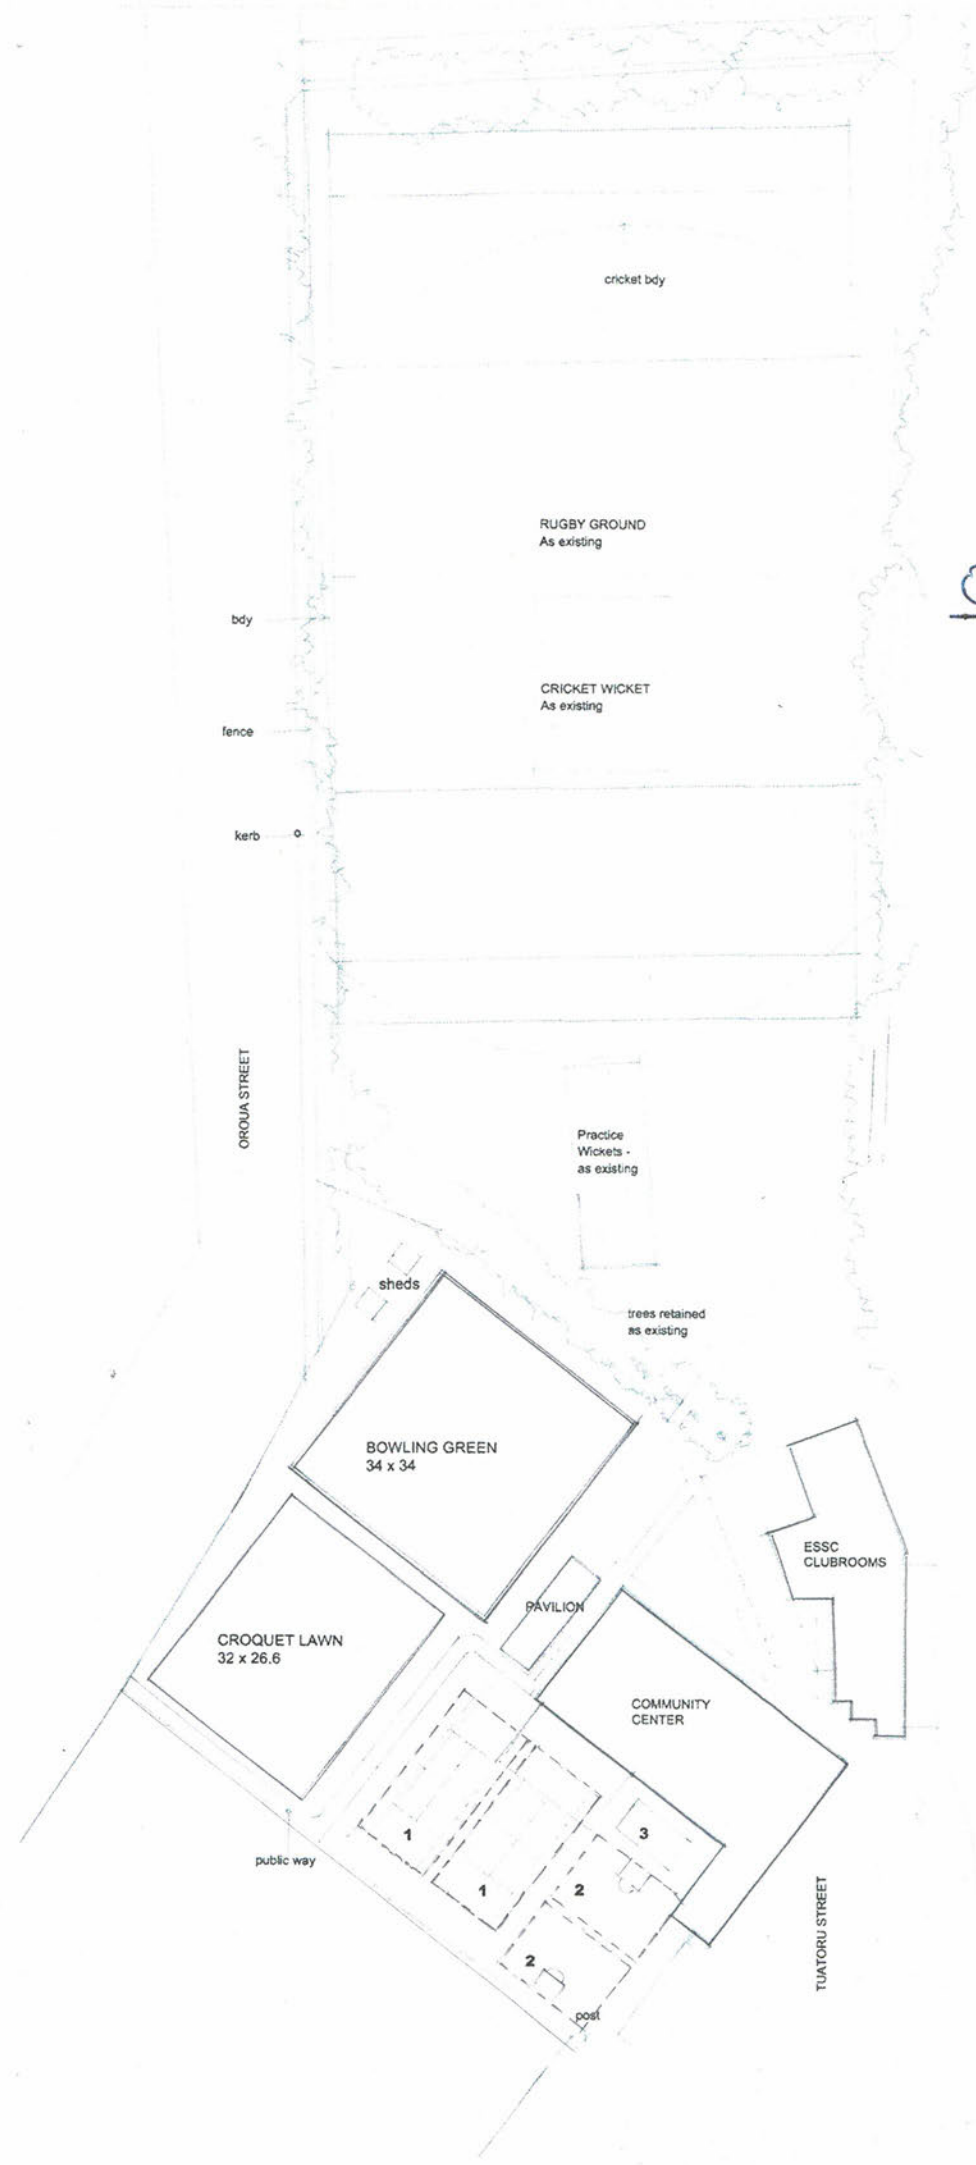 cricket bdy
RUGBY GROUND
As existing
bdy
CRICKET WICKET
As existing
fence
kerb
OROUA STREET
Practice
Wickets -
as existing
sheds
trees retained
as existing
BOWLING GREEN
34 x 34
ESSC
CLUBROOMS
PAVILION
CROQUET LAWN
32 x 26.6
COMMUNITY
CENTER
1
3
public way
1
2
TUATORU STREET
2
post